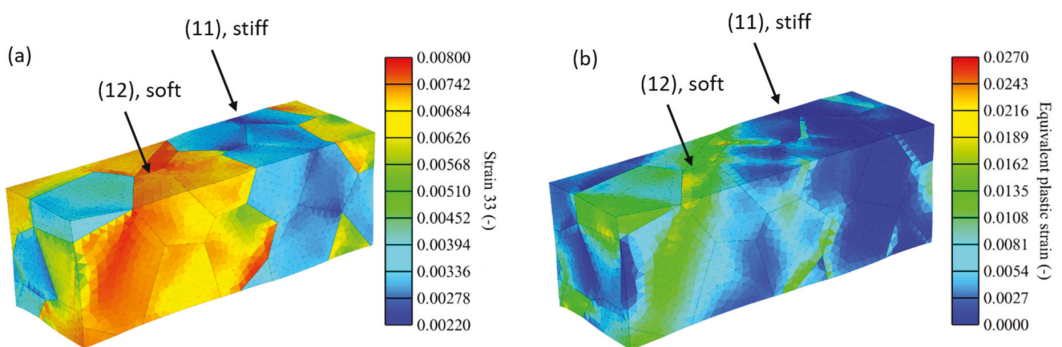 (a)
(11), stiff
(12), soft
0.00800
0.00742
0.00684
0.00626
0.00568
0.00510
0.00452
0.00394
0.00336
0.00278
0.00220
Strain 33 (-)
(b)
(11), stiff
(12), soft
0.0270
0.0243
0.0216
0.0189
0.0162
0.0135
0.0108
0.0081
0.0054
0.0027
0.0000
Equivalent plastic strain (-)